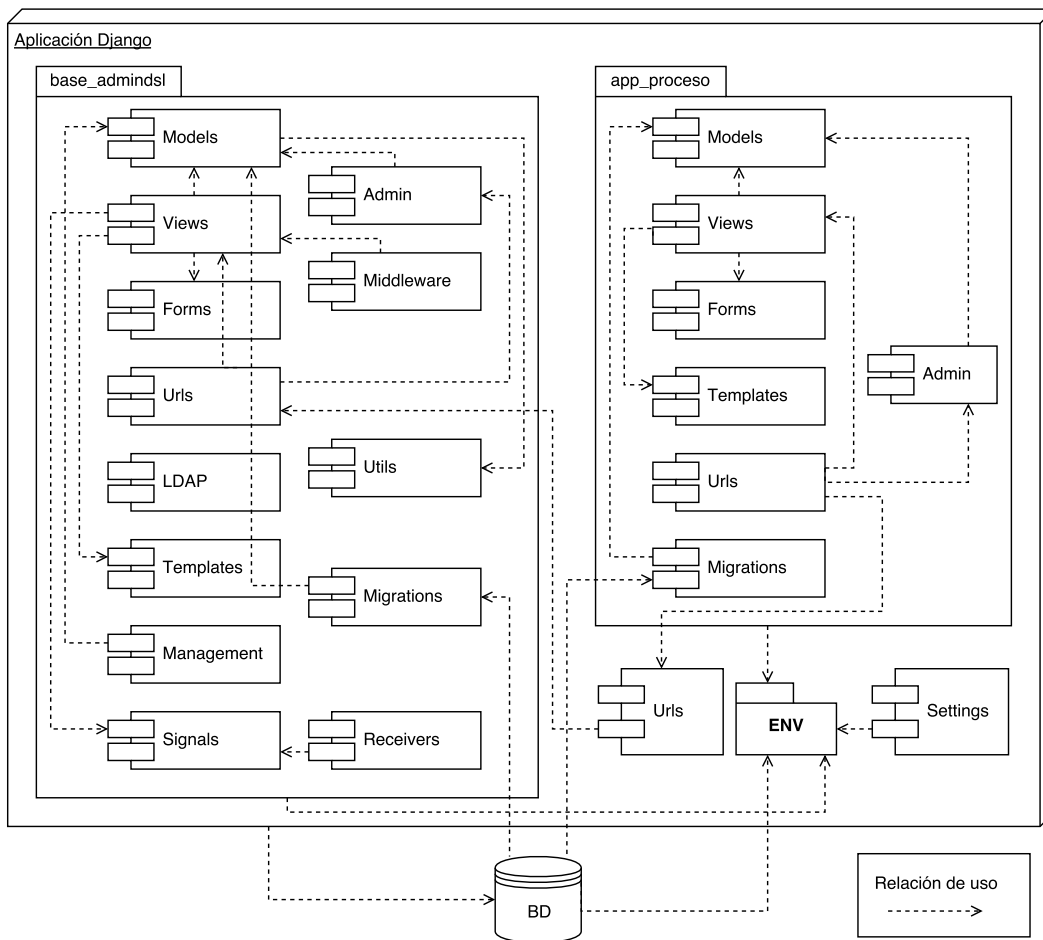 Aplicación Django
base_admindsl
Models
Admin
Views
Middleware
Forms
Urls
LDAP
Utils
Templates
Migrations
Management
Signals
Receivers
app_proceso
Models
Views
Forms
Admin
Templates
Urls
Migrations
Urls
ENV
Settings
BD
Relación de uso